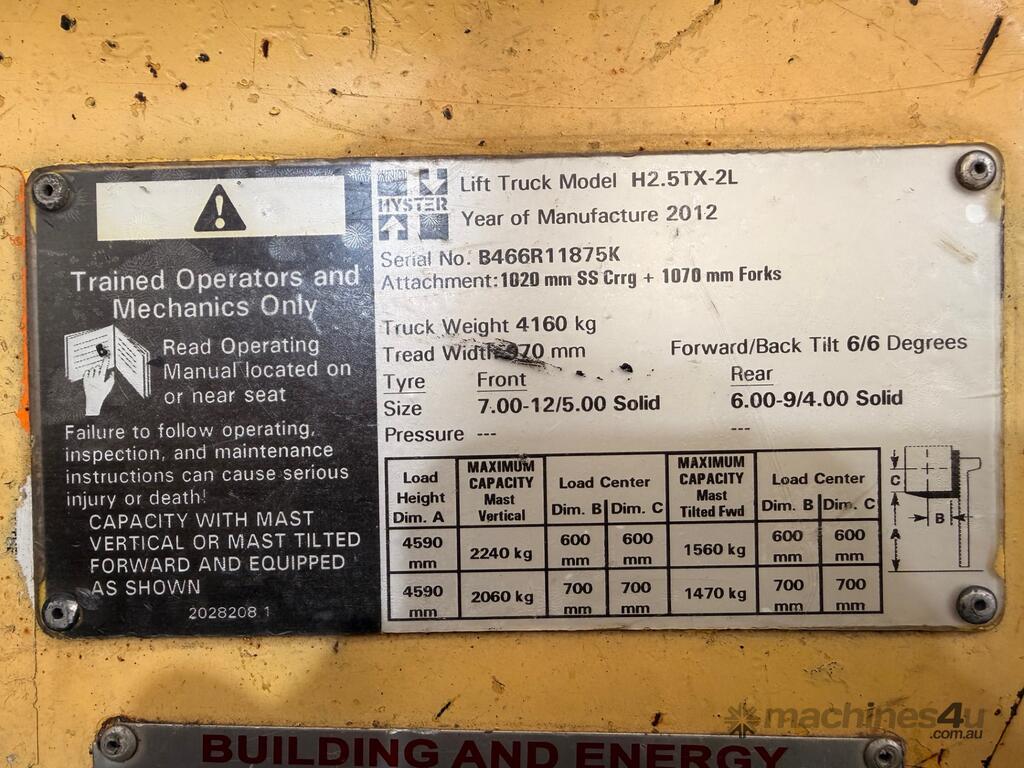 Trained Operators and
Mechanics Only
Read Operating
Manual located on
or near seat
Failure to follow operating,
inspection, and maintenance
instructions can cause serious
injury or death!
CAPACITY WITH MAST
VERTICAL OR MAST TILTED
FORWARD AND EQUIPPED
AS SHOWN
2028208 1
HYSTER
Lift Truck Model H2.5TX-2L
Year of Manufacture 2012
Serial No. B466R11875K
Attachment: 1020 mm SS Crrg + 1070 mm Forks
Truck Weight 4160 kg
Tread Width 970 mm Forward/Back Tilt 6/6 Degrees
Tyre Front Rear
Size 7.00-12/5.00 Solid 6.00-9/4.00 Solid
Pressure --- ---
Load Height Dim. A MAXIMUM CAPACITY Mast Vertical Load Center Dim. B Dim. C MAXIMUM CAPACITY Mast Tilted Fwd Load Center Dim. B Dim. C
4590 mm 2240 kg 600 mm 600 mm 1560 kg 600 mm 600 mm
4590 mm 2060 kg 700 mm 700 mm 1470 kg 700 mm 700 mm
C
B
A
BUILDING AND ENERGY
machines4u
.com.au